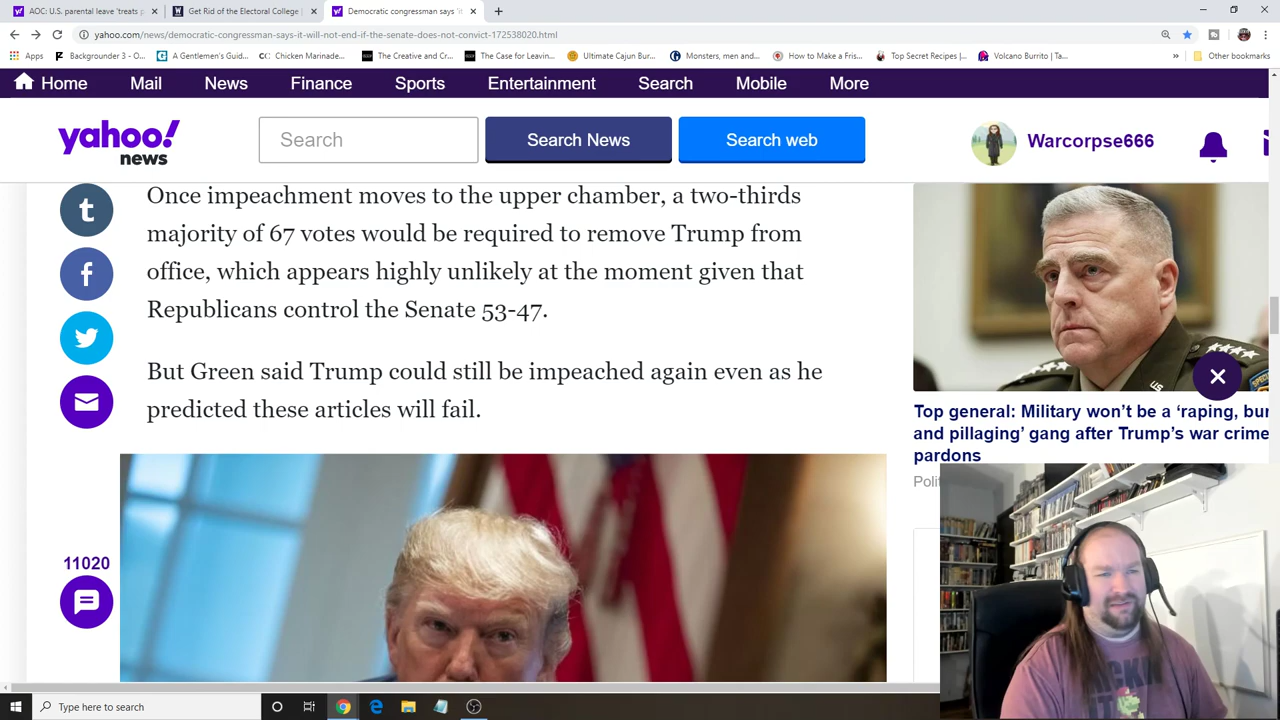 AOC: U.S. parental leave 'treats p
Get Rid of the Electoral College |
Democratic congressman says 'it
yahoo.com/news/democratic-congressman-says-it-will-not-end-if-the-senate-does-not-convict-172538020.html
Apps
Backgrounder 3 - O...
A Gentlemen's Guid...
Chicken Marinade...
The Creative and Cr...
The Case for Leavin...
Ultimate Cajun Bur...
Monsters, men and...
How to Make a Fris...
Top Secret Recipes |...
Volcano Burrito | Ta...
»
Other bookmarks
Home
Mail
News
Finance
Sports
Entertainment
Search
Mobile
More
yahoo!
news
Search
Search News
Search web
Warcorpse666
Once impeachment moves to the upper chamber, a two-thirds
majority of 67 votes would be required to remove Trump from
office, which appears highly unlikely at the moment given that
Republicans control the Senate 53-47.
But Green said Trump could still be impeached again even as he
predicted these articles will fail.
Top general: Military won't be a 'raping, bur
and pillaging' gang after Trump's war crime
pardons
Polit
11020
Type here to search